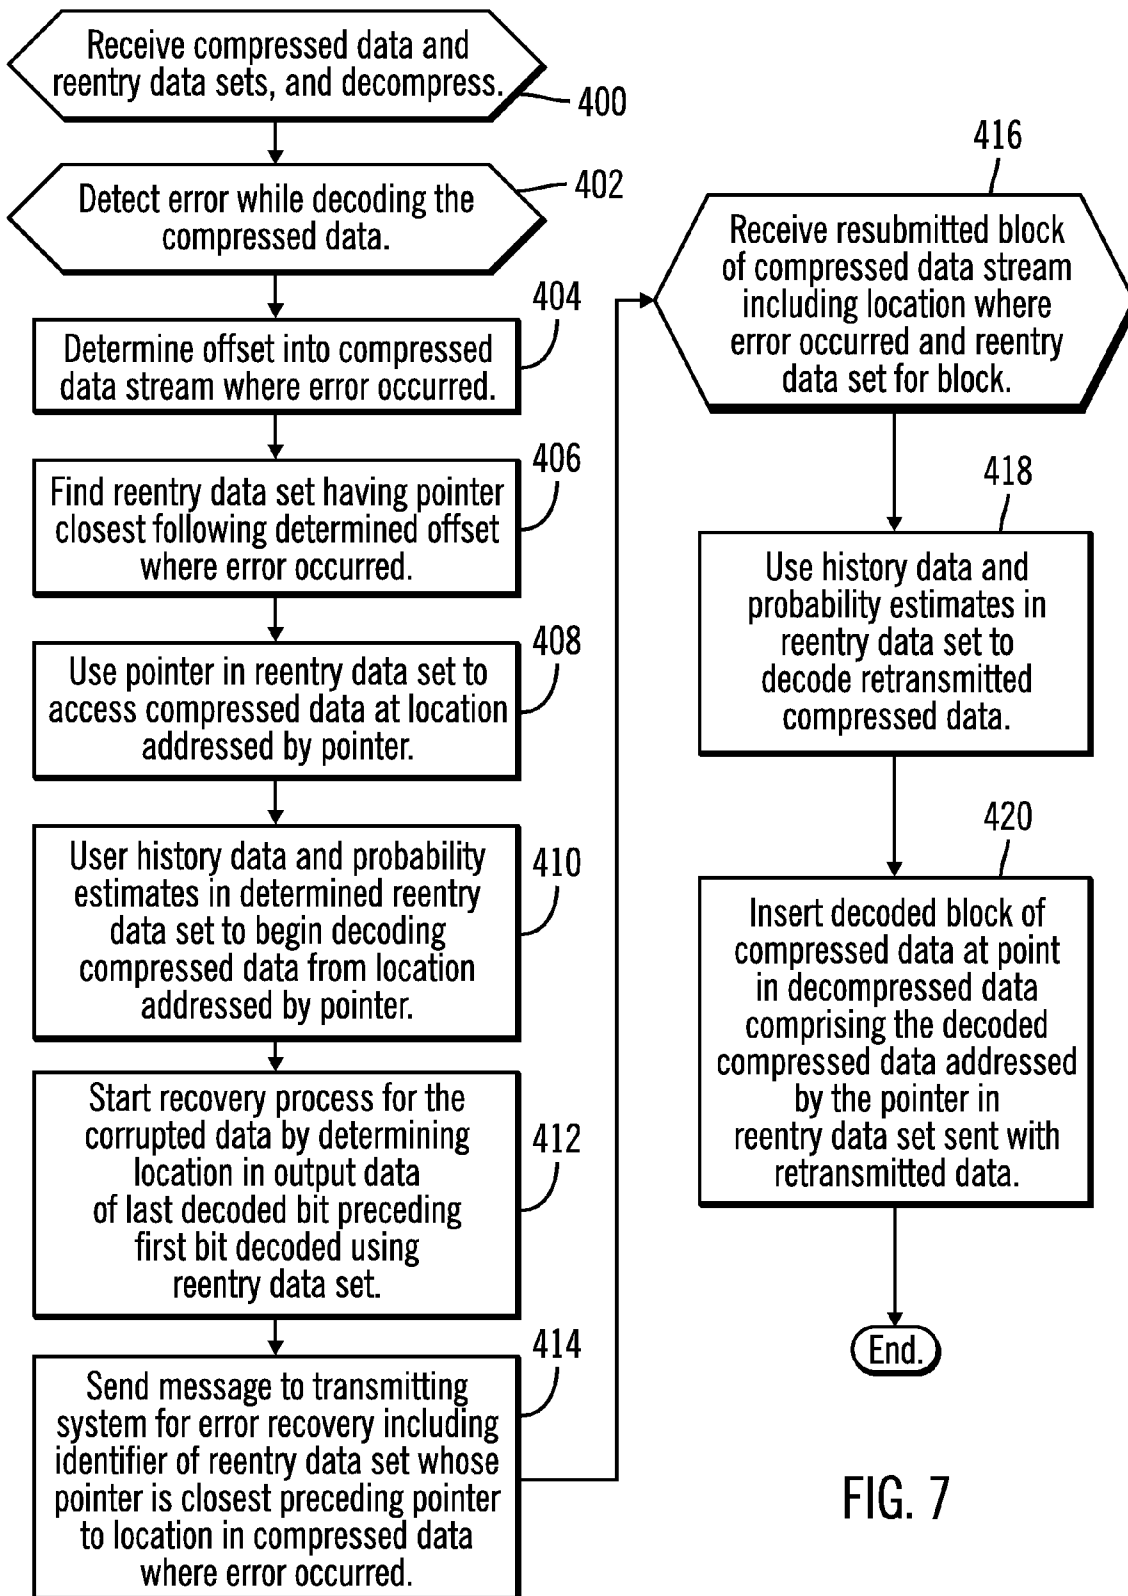 Receive compressed data and
reentry data sets, and decompress.
400
Detect error while decoding the
compressed data.
402
404
Determine offset into compressed
data stream where error occurred.
406
Find reentry data set having pointer
closest following determined offset
where error occurred.
408
Use pointer in reentry data set to
access compressed data at location
addressed by pointer.
410
User history data and probability
estimates in determined reentry
data set to begin decoding
compressed data from location
addressed by pointer.
412
Start recovery process for the
corrupted data by determining
location in output data
of last decoded bit preceding
first bit decoded using
reentry data set.
414
Send message to transmitting
system for error recovery including
identifier of reentry data set whose
pointer is closest preceding pointer
to location in compressed data
where error occurred.
416
Receive resubmitted block
of compressed data stream
including location where
error occurred and reentry
data set for block.
418
Use history data and
probability estimates in
reentry data set to
decode retransmitted
compressed data.
420
Insert decoded block of
compressed data at point
in decompressed data
comprising the decoded
compressed data addressed
by the pointer in
reentry data set sent with
retransmitted data.
End.
FIG. 7